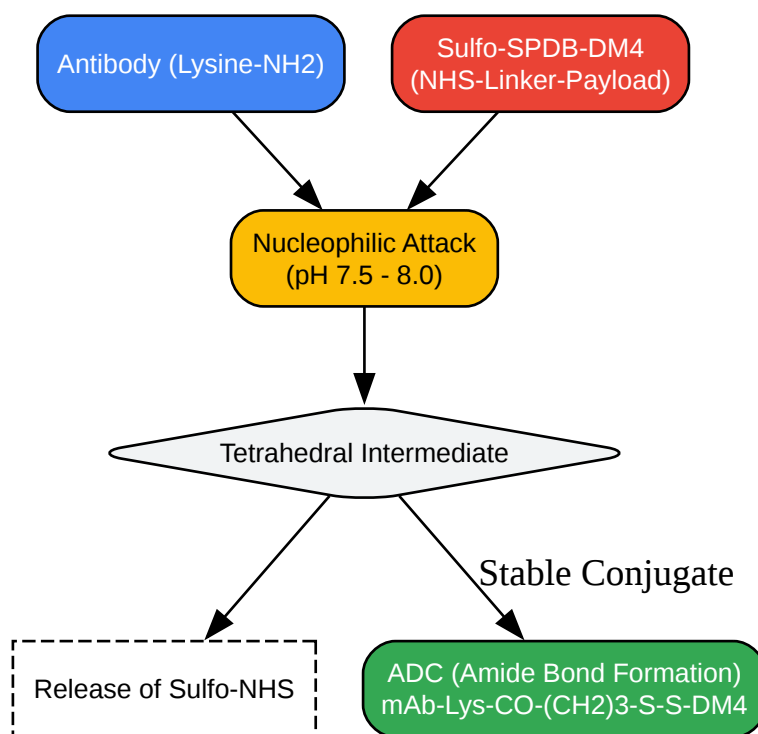 Antibody (Lysine-NH2)
Sulfo-SPDB-DM4
(NHS-Linker-Payload)
Nucleophilic Attack
(pH 7.5 - 8.0)
Tetrahedral Intermediate
Stable Conjugate
Release of Sulfo-NHS
ADC (Amide Bond Formation)
mAb-Lys-CO-(CH2)3-S-S-DM4